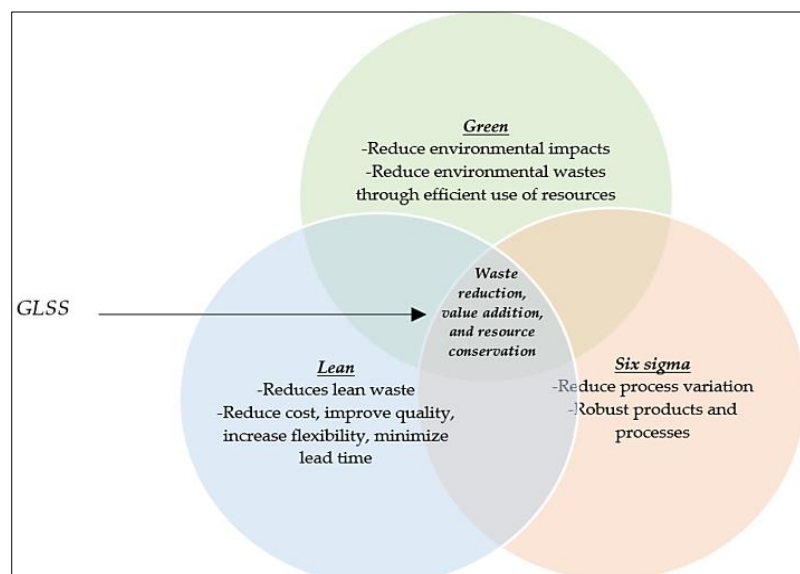 Green
-Reduce environmental impacts
-Reduce environmental wastes
through efficient use of resources
Waste
reduction,
value addition,
and resource
conservation
GLSS
Lean
-Reduces lean waste
-Reduce cost, improve quality,
increase flexibility, minimize
lead time
Six sigma
-Reduce process variation
-Robust products and
processes